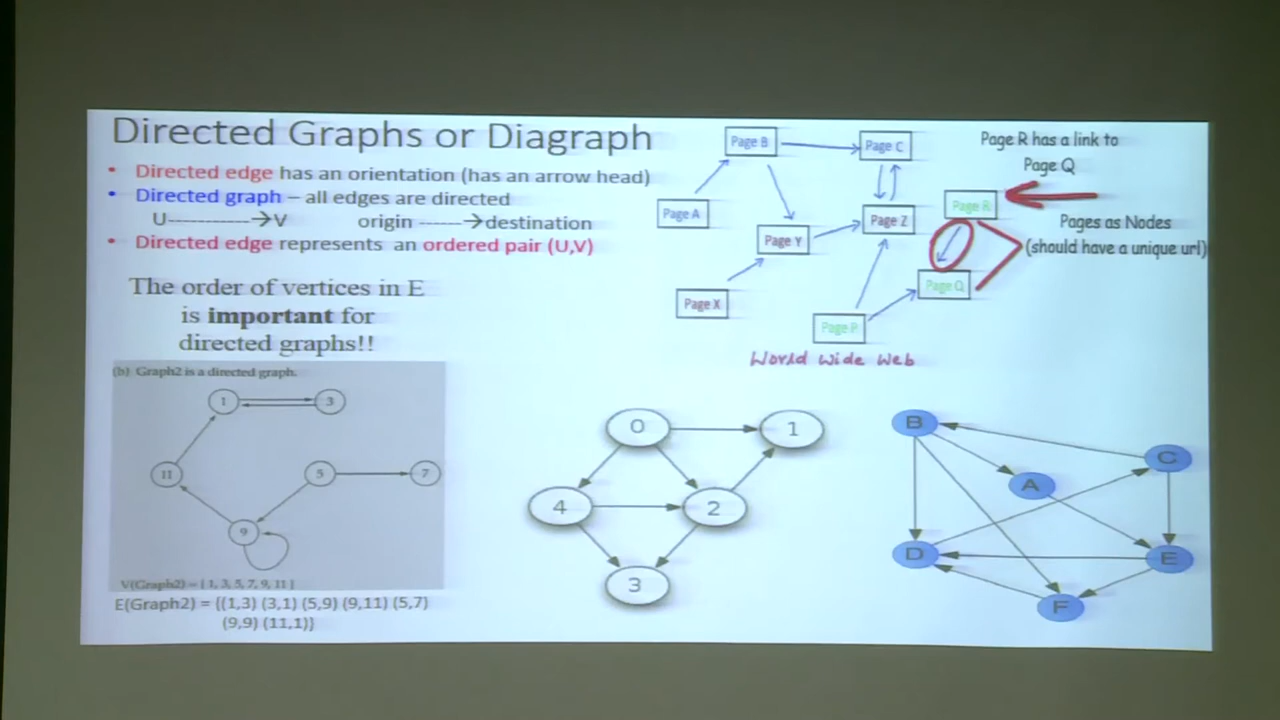 Directed Graphs or Diagraph
• Directed edge has an orientation (has an arrow head)
• Directed graph – all edges are directed
U-----------→V origin ------→destination
• Directed edge represents an ordered pair (U,V)
The order of vertices in E
is important for
directed graphs!!
(b) Graph2 is a directed graph.
1
3
11
5
7
9
V(Graph2) = { 1, 3, 5, 7, 9, 11 }
E(Graph2) = {(1,3) (3,1) (5,9) (9,11) (5,7)
(9,9) (11,1)}
Page B
Page C
Page A
Page Z
Page Y
Page X
Page R
Page Q
Page P
World Wide Web
Page R has a link to
Page Q
Pages as Nodes
(should have a unique url)
0
1
4
2
3
B
C
A
D
E
F